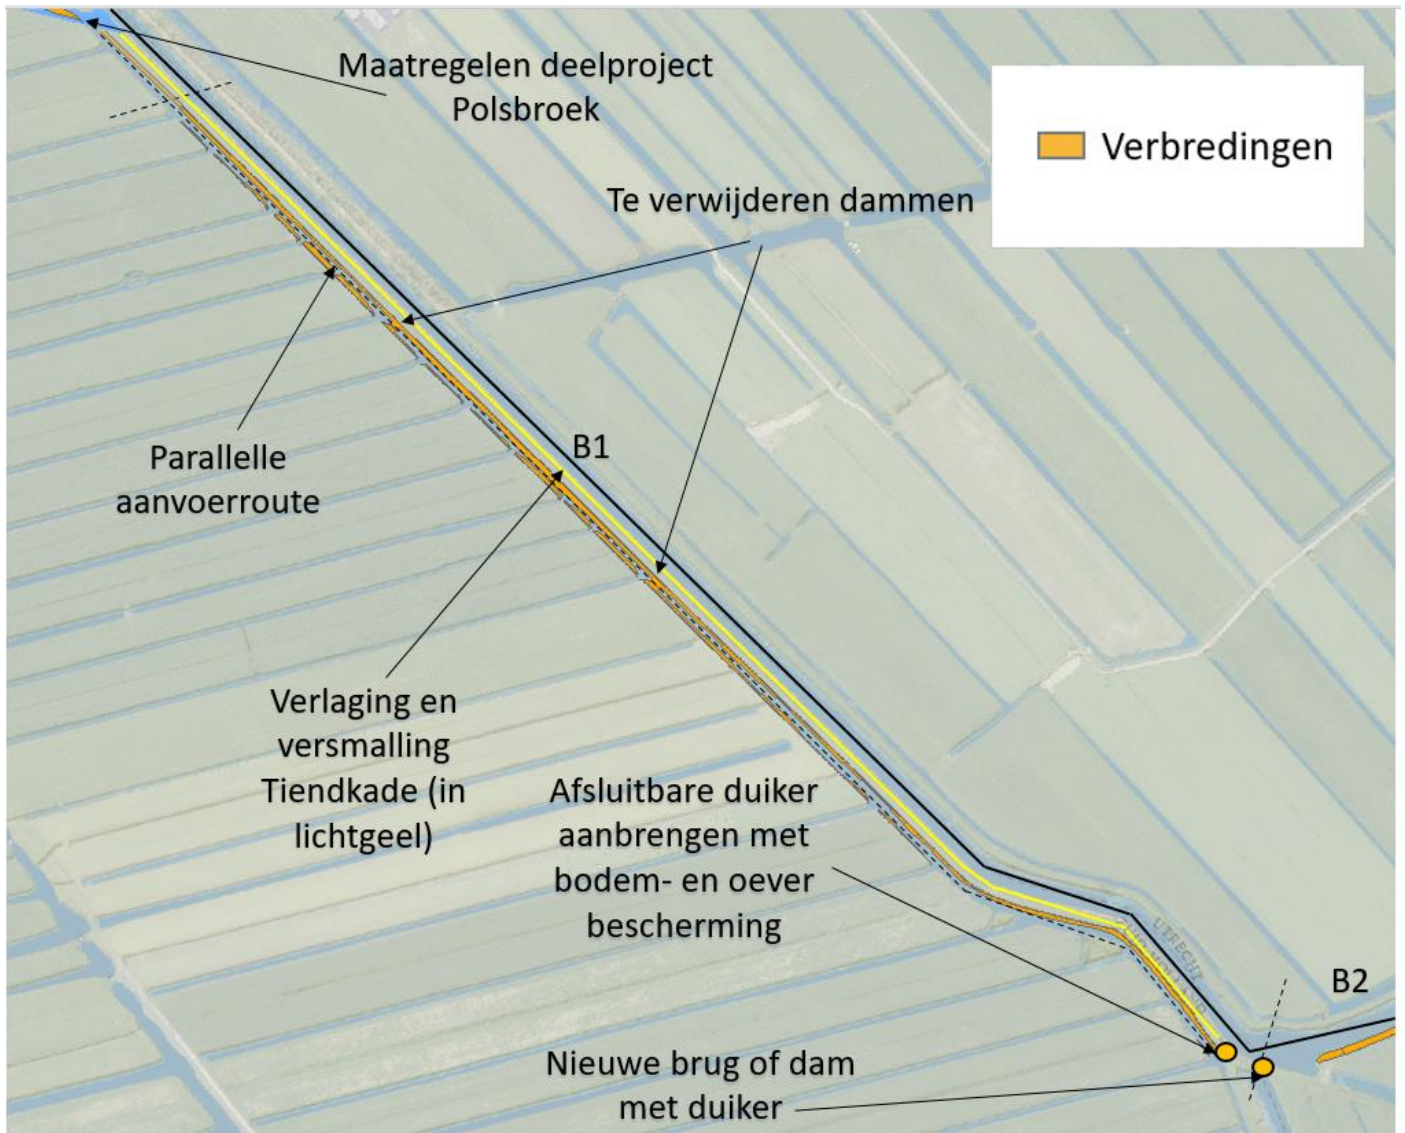 Maatregelen deelproject
Polsbroek
Verbredingen
Te verwijderen dammen
Parallelle
aanvoerroute
B1
Verlaging en
versmalling
Tiendkade (in
lichtgeel)
Afsluitbare duiker
aanbrengen met
bodem- en oever
bescherming
UTRECHT
B2
Nieuwe brug of dam
met duiker